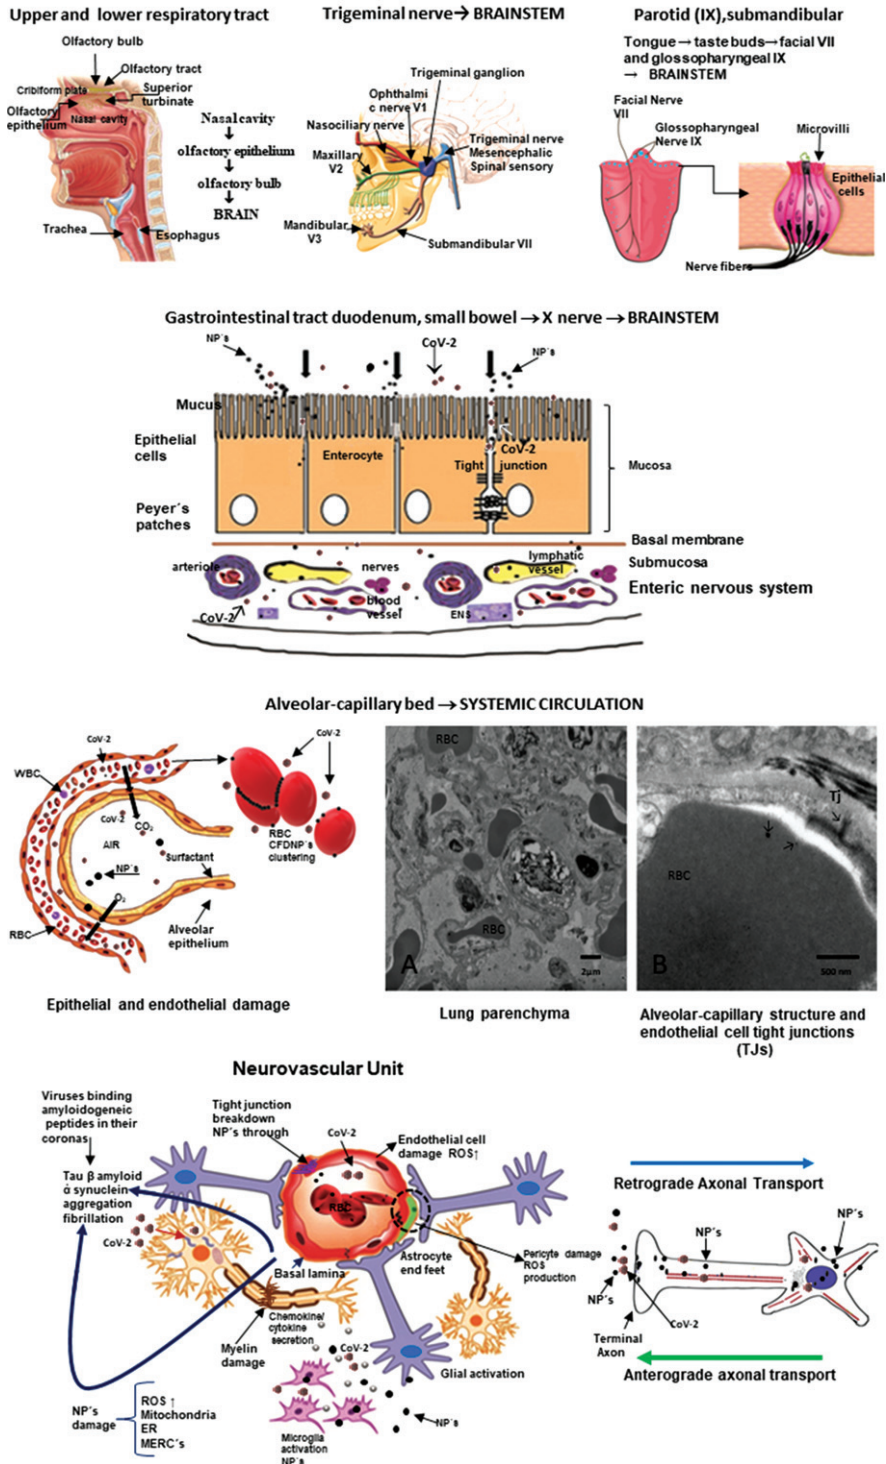 Upper and lower respiratory tract
Olfactory bulb
Olfactory tract
Cribiform plate
Superior
turbinate
Olfactory
epithelium
Nasal cavity
Trachea
Esophagus
Nasal cavity
olfactory epithelium
olfactory bulb
BRAIN
Trigeminal nerve→ BRAINSTEM
Trigeminal ganglion
Ophthalmi
c nerve V1
Nasociliary nerve
Maxillary
V2
Trigeminal nerve
Mesencephalic
Spinal sensory
Mandibular
V3
Submandibular VII
Parotid (IX),submandibular
Tongue → taste buds→ facial VII
and glossopharyngeal IX
→ BRAINSTEM
Facial Nerve
VII
Glossopharyngeal
Nerve IX
Microvilli
Epithelial
cells
Nerve fibers
Gastrointestinal tract duodenum, small bowel → X nerve → BRAINSTEM
NP´s
CoV-2
NP´s
Mucus
Epithelial
cells
Enterocyte
CoV-2
Tight junction
Mucosa
Peyer´s
patches
Basal membrane
arteriole
nerves
lymphatic
vessel
Submucosa
Enteric nervous system
CoV-2
blood
vessel
ENS
Alveolar-capillary bed → SYSTEMIC CIRCULATION
CoV-2
WBC
CoV-2
CO₂
AIR
NP´s
Surfactant
O₂
RBC
Alveolar
epithelium
CoV-2
RBC
CFDNP´s
clustering
Epithelial and endothelial damage
RBC
RBC
A
2µm
Lung parenchyma
Tj
RBC
B
500 nm
Alveolar-capillary structure and
endothelial cell tight junctions
(TJs)
Neurovascular Unit
Viruses binding
amyloidogeneic
peptides in their
coronas
Tau β amyloid
ά synuclein
aggregation
fibrillation
CoV-2
Tight junction
breakdown
NP´s through
CoV-2
Endothelial cell
damage ROS↑
RBC
Basal lamina
Astrocyte
end feet
Pericyte damage
ROS
production
Chemokine/
cytokine
secretion
Myelin
damage
CoV-2
Glial activation
NP´s
Microglia
activation
NP´s
NP´s
damage
ROS ↑
Mitochondria
ER
MERC´s
Retrograde Axonal Transport
NP´s
NP´s
NP´s
CoV-2
Terminal
Axon
Anterograde axonal transport